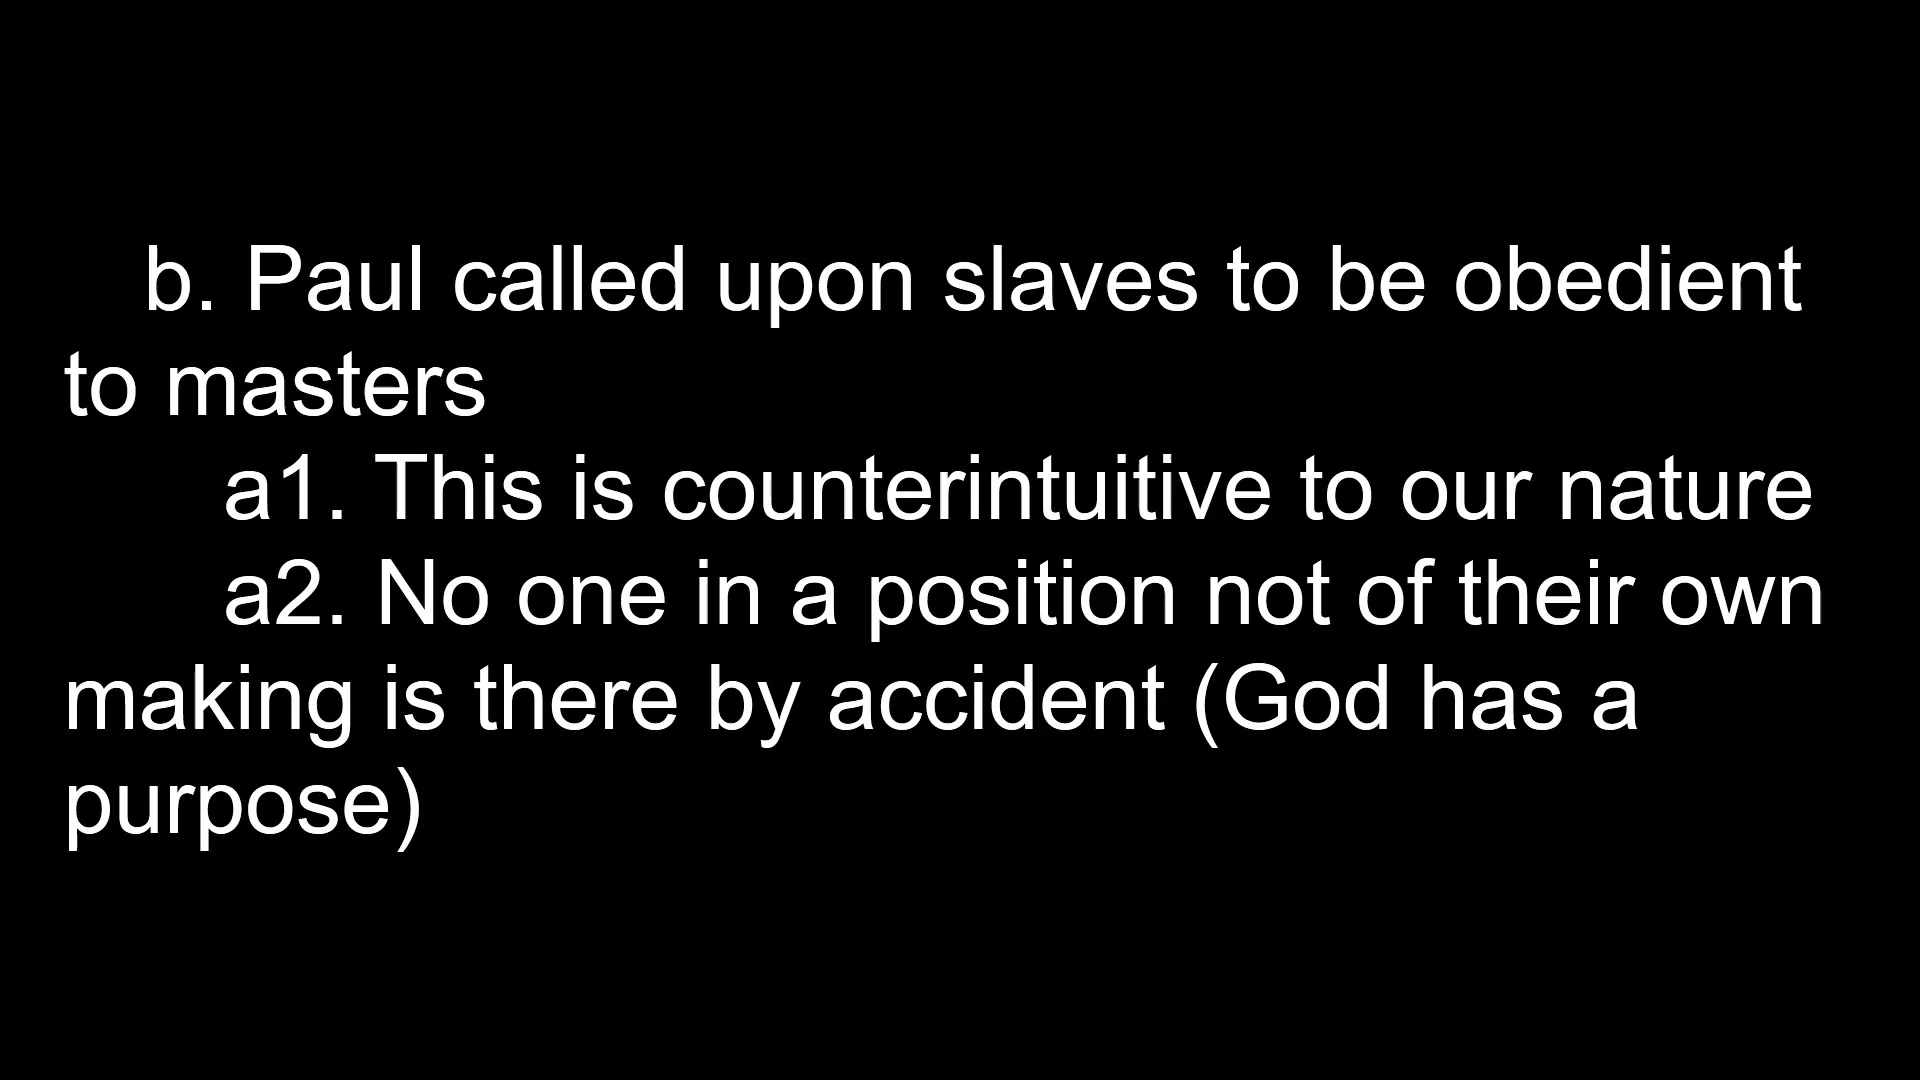 b. Paul called upon slaves to be obedient
to masters
a1. This is counterintuitive to our nature
a2. No one in a position not of their own
making is there by accident (God has a
purpose)